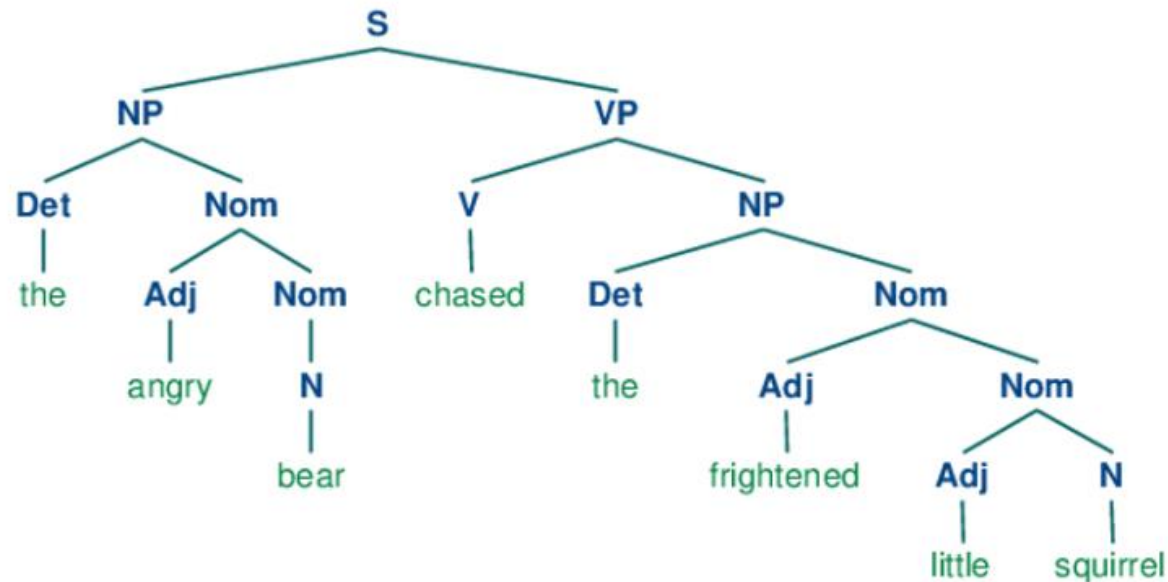 S
NP VP
Det Nom V NP
the Adj Nom chased Det Nom
angry N the Adj Nom
bear frightened Adj N
little squirrel